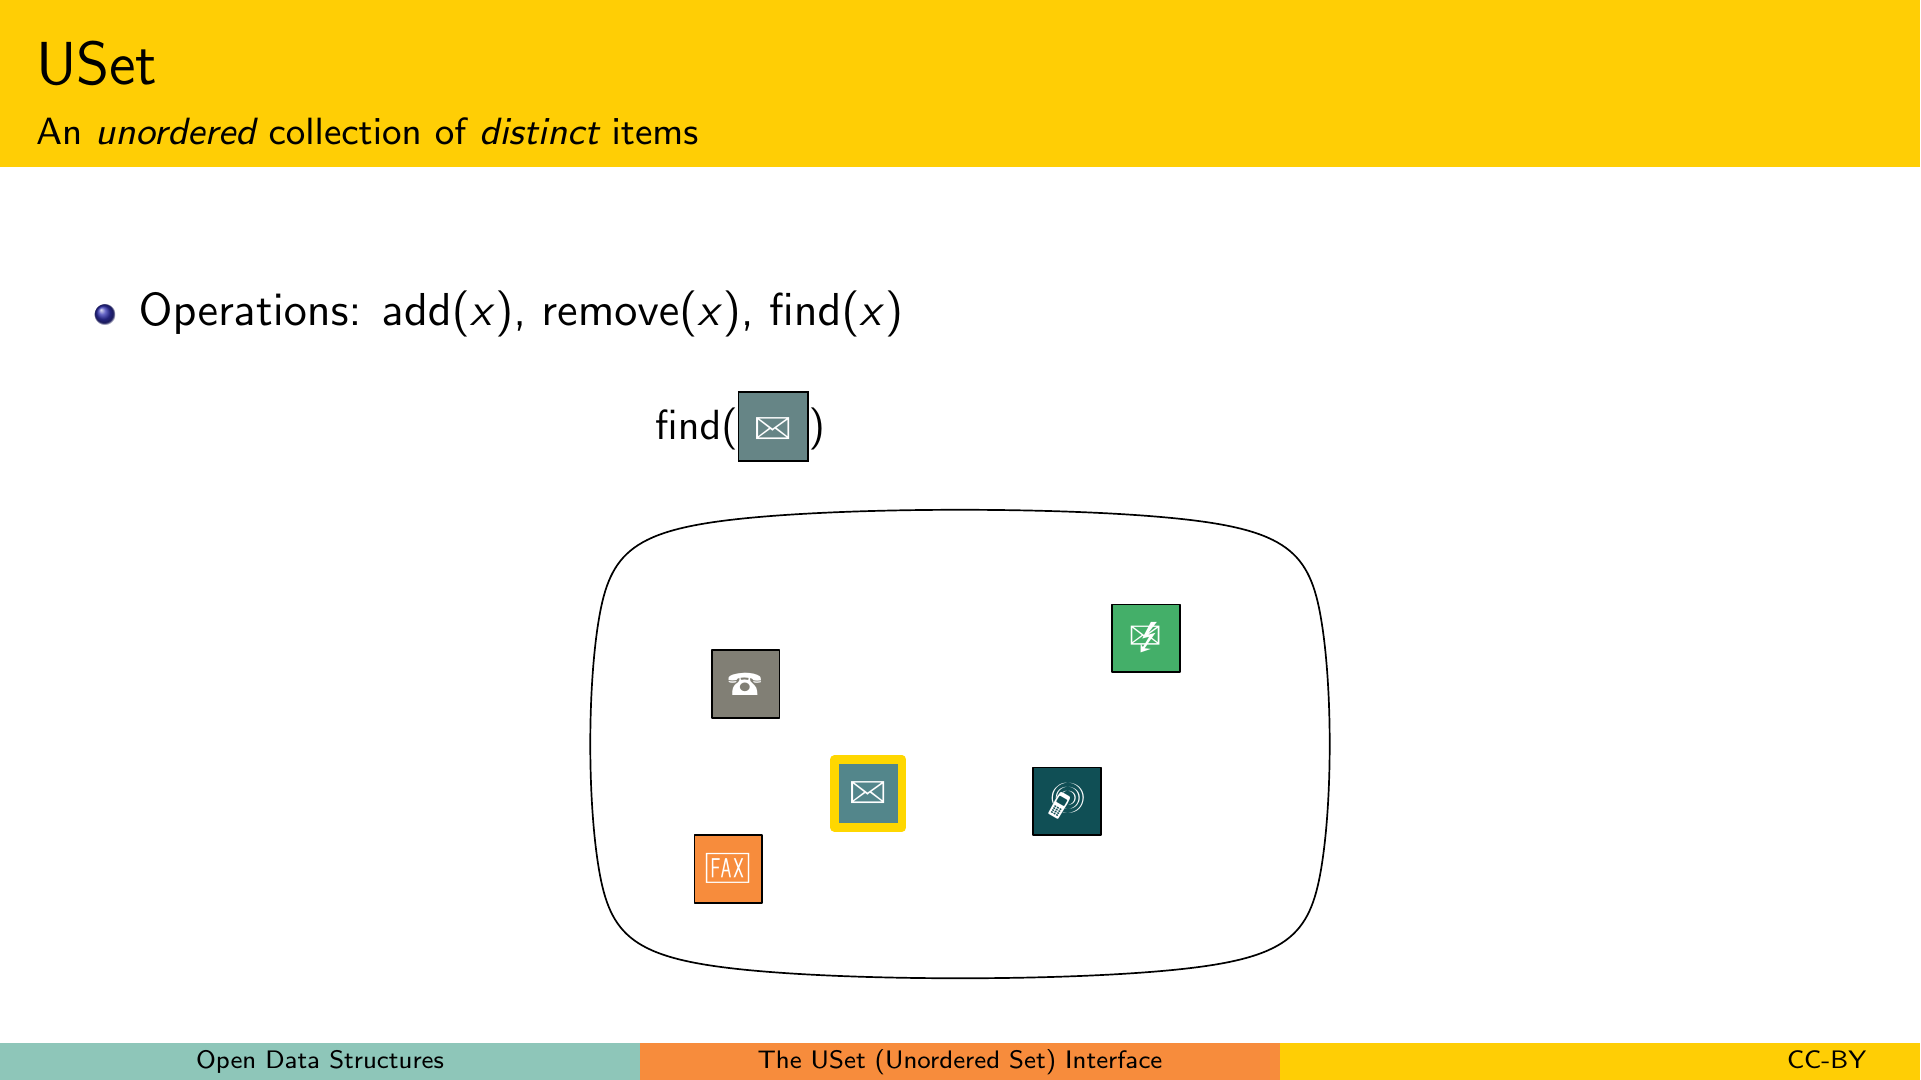 USet
An unordered collection of distinct items
Operations: add(x), remove(x), find(x)
find(✉)
FAX
Open Data Structures
The USet (Unordered Set) Interface
CC-BY